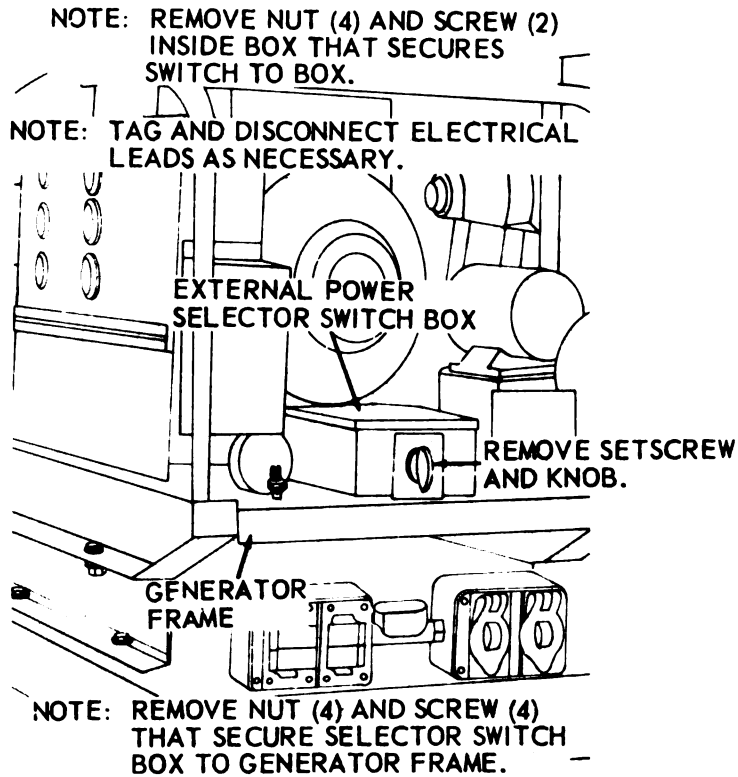 NOTE: REMOVE NUT (4) AND SCREW (2)
INSIDE BOX THAT SECURES
SWITCH TO BOX.
NOTE: TAG AND DISCONNECT ELECTRICAL
LEADS AS NECESSARY.
EXTERNAL POWER
SELECTOR SWITCH BOX
REMOVE SETSCREW
AND KNOB.
GENERATOR
FRAME
NOTE: REMOVE NUT (4) AND SCREW (4)
THAT SECURE SELECTOR SWITCH
BOX TO GENERATOR FRAME.